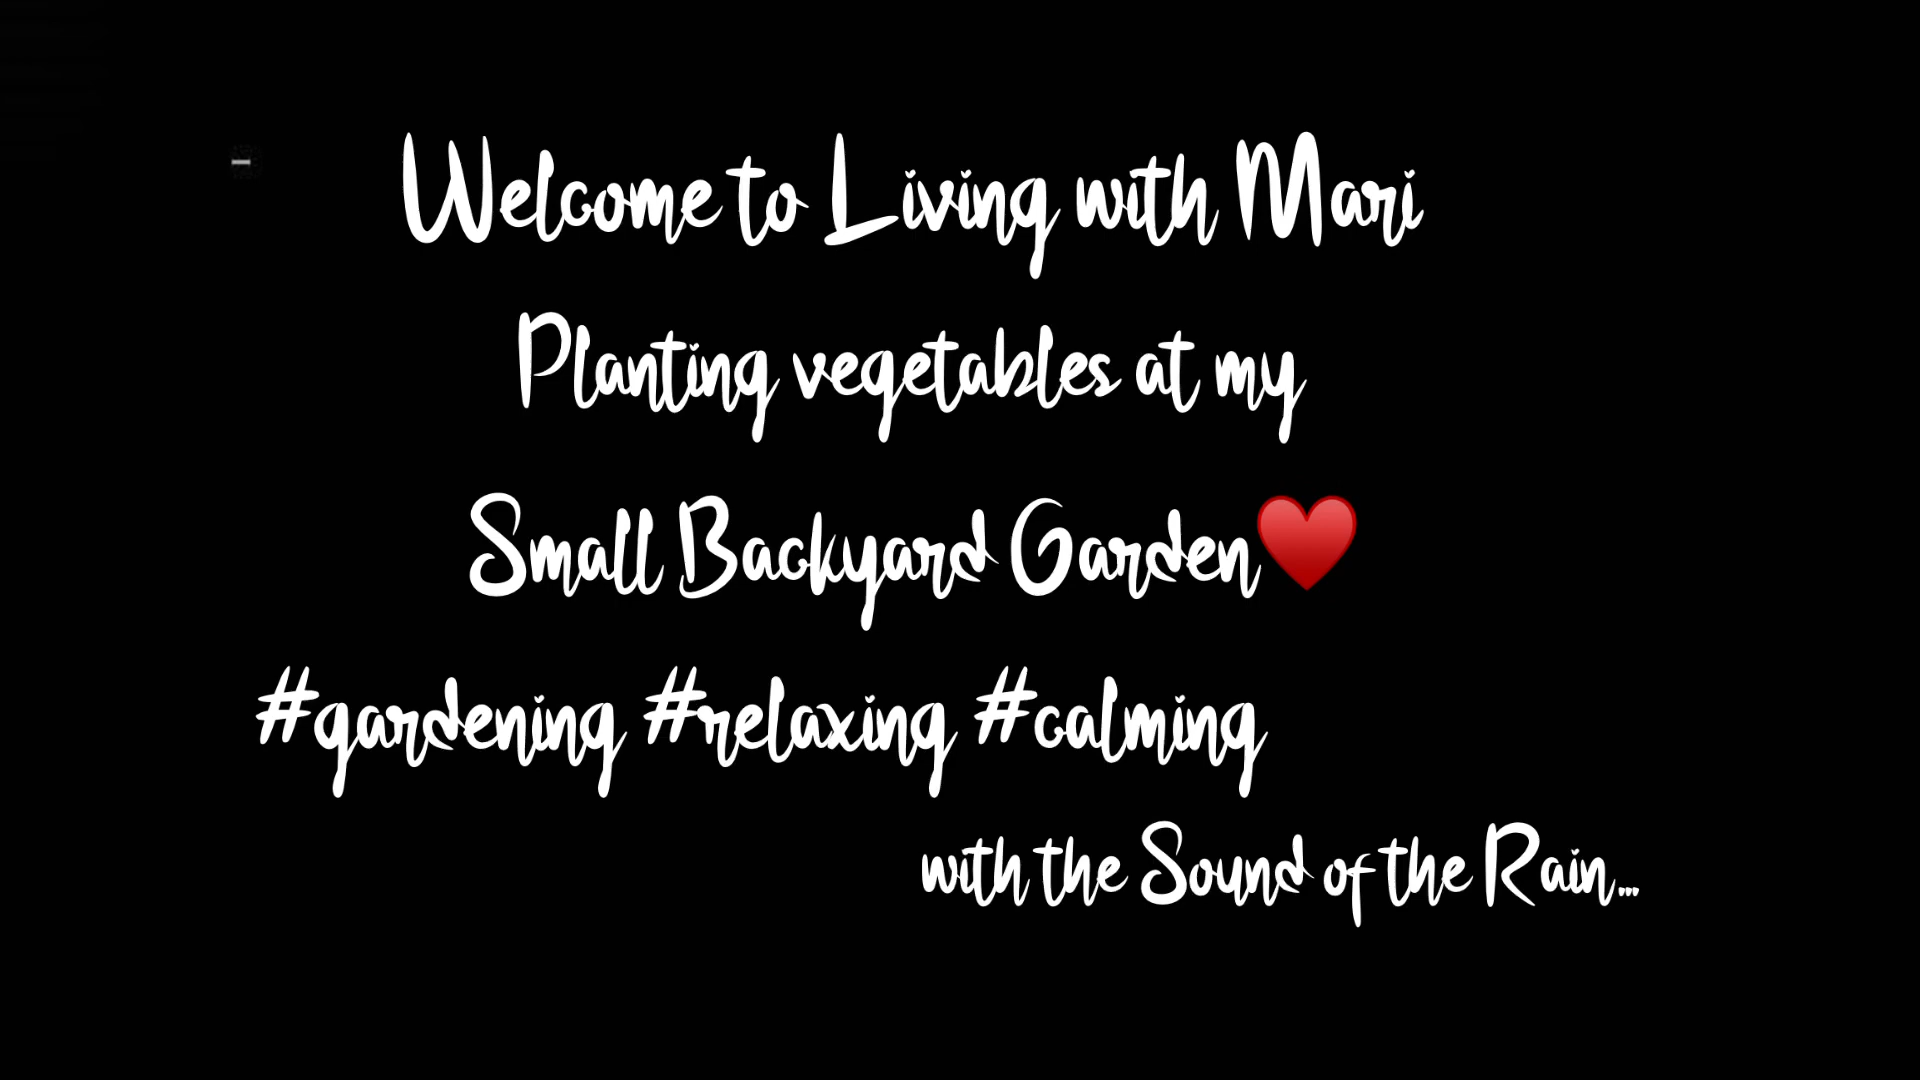 Welcome to Living with Mari
Planting vegetables at my
Small Backyard Garden♥️
#gardening #relaxing #calming
with the Sound of the Rain...